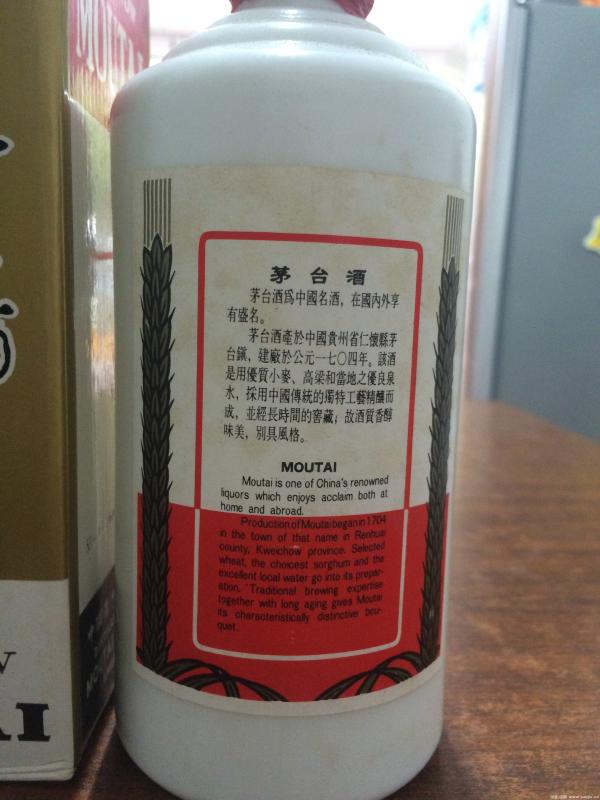 MOUTAI
茅台酒
茅台酒爲中國名酒，在國內外享
有盛名。
茅台酒產於中國貴州省仁懷縣茅
台鎭，建廠於公元一七〇四年。該酒
是用優質小麥、高梁和當地之優良泉
水，採用中國傳統的獨特工藝精釀而
成，並經長時間的窖藏；故酒質香醇
味美，別具風格。
MOUTAI
Moutai is one of China's renowned
liquors which enjoys acclaim both at
home and abroad.
Production of Moutai began in 1704
in the town of that name in Renhuai
county, Kweichow province. Selected
wheat, the choicest sorghum and the
excellent local water go into its prepar-
ation. Traditional brewing expertise
together with long aging gives Moutai
its characteristically distinctive bou-
quet.